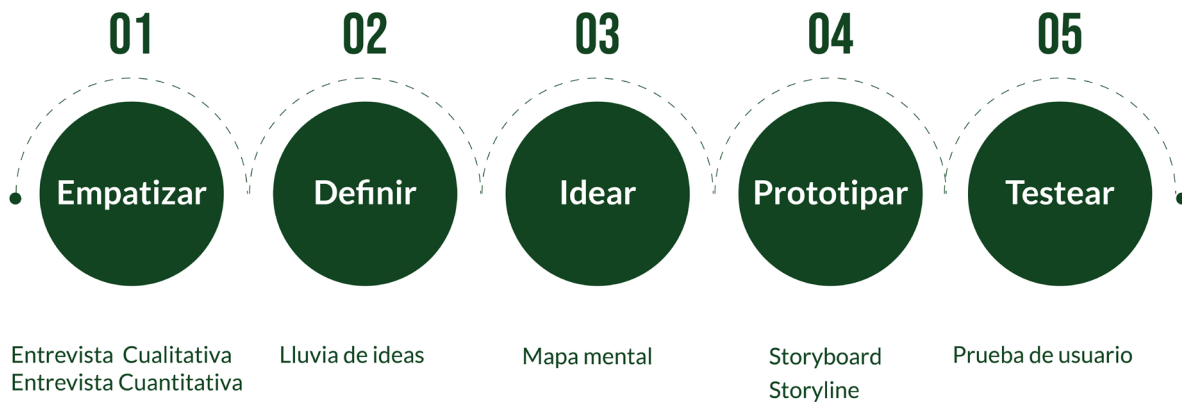 01 02 03 04 05
Empatizar Definir Idear Prototipar Testear
Entrevista Cualitativa Lluvia de ideas Mapa mental Storyboard Prueba de usuario
Entrevista Cuantitativa Storyline